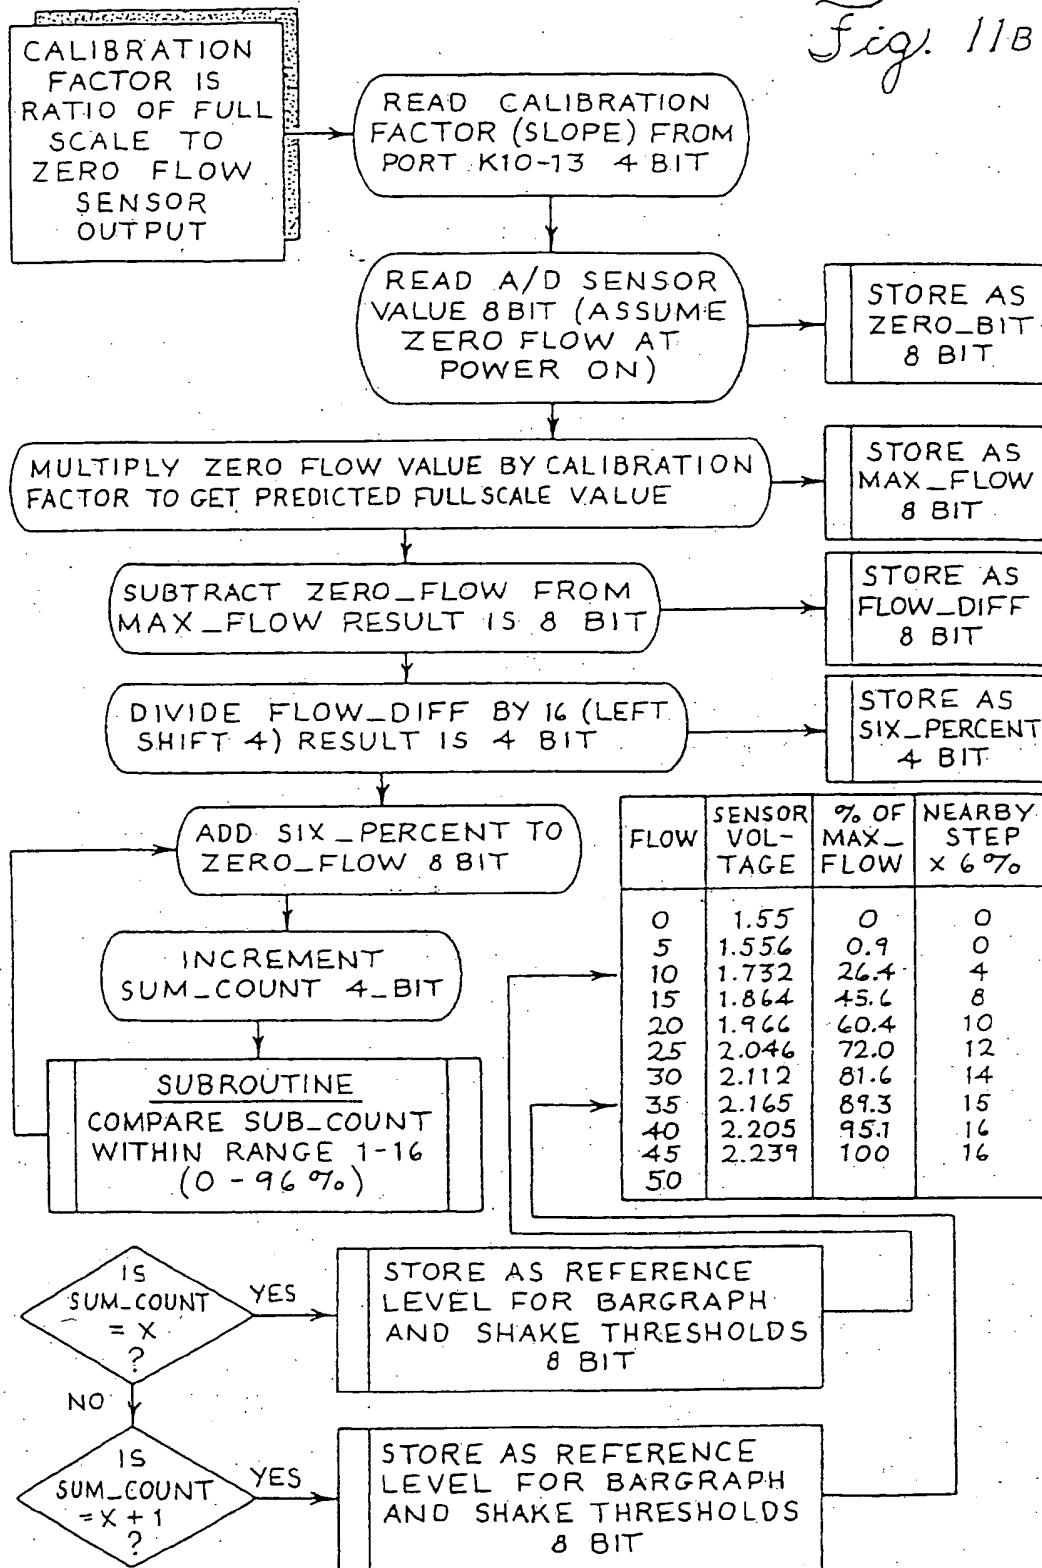 Fig. 11B
CALIBRATION
FACTOR IS
RATIO OF FULL
SCALE TO
ZERO FLOW
SENSOR
OUTPUT
READ CALIBRATION
FACTOR (SLOPE) FROM
PORT K10-13 4 BIT
READ A/D SENSOR
VALUE 8BIT (ASSUME
ZERO FLOW AT
POWER ON)
STORE AS
ZERO_BIT
8 BIT
MULTIPLY ZERO FLOW VALUE BY CALIBRATION
FACTOR TO GET PREDICTED FULLSCALE VALUE
STORE AS
MAX_FLOW
8 BIT
SUBTRACT ZERO_FLOW FROM
MAX_FLOW RESULT IS 8 BIT
STORE AS
FLOW_DIFF
8 BIT
DIVIDE FLOW_DIFF BY 16 (LEFT
SHIFT 4) RESULT IS 4 BIT
STORE AS
SIX_PERCENT
4 BIT
ADD SIX_PERCENT TO
ZERO_FLOW 8 BIT
INCREMENT
SUM_COUNT 4_BIT
SUBROUTINE
COMPARE SUB_COUNT
WITHIN RANGE 1-16
(0-96%)
FLOW SENSOR VOL-TAGE % OF MAX_FLOW NEARBY STEP X 6%
0 1.55 0 0
5 1.556 0.9 0
10 1.732 26.4 4
15 1.864 45.6 8
20 1.966 60.4 10
25 2.046 72.0 12
30 2.112 81.6 14
35 2.165 89.3 15
40 2.205 95.1 16
45 2.239 100 16
50
IS
SUM_COUNT
= X
?
YES
STORE AS REFERENCE
LEVEL FOR BARGRAPH
AND SHAKE THRESHOLDS
8 BIT
NO
IS
SUM_COUNT
= X + 1
?
YES
STORE AS REFERENCE
LEVEL FOR BARGRAPH
AND SHAKE THRESHOLDS
8 BIT